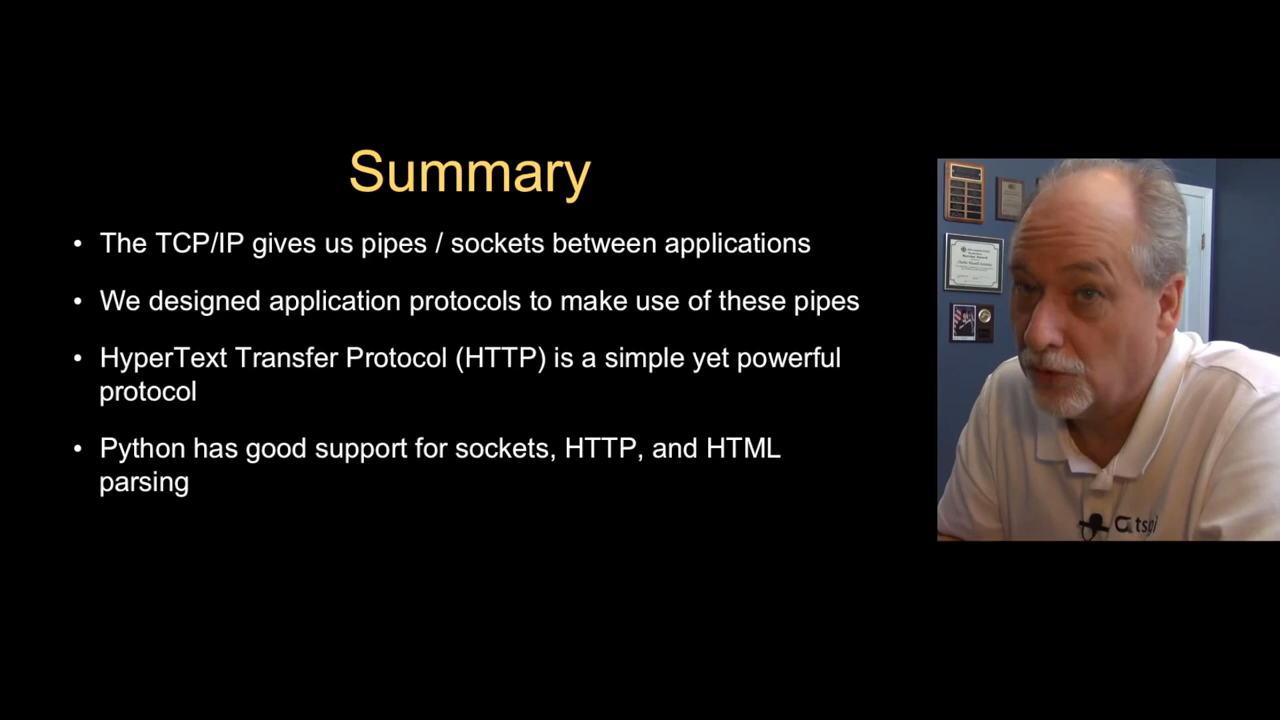 Summary
• The TCP/IP gives us pipes / sockets between applications
• We designed application protocols to make use of these pipes
• HyperText Transfer Protocol (HTTP) is a simple yet powerful
protocol
• Python has good support for sockets, HTTP, and HTML
parsing